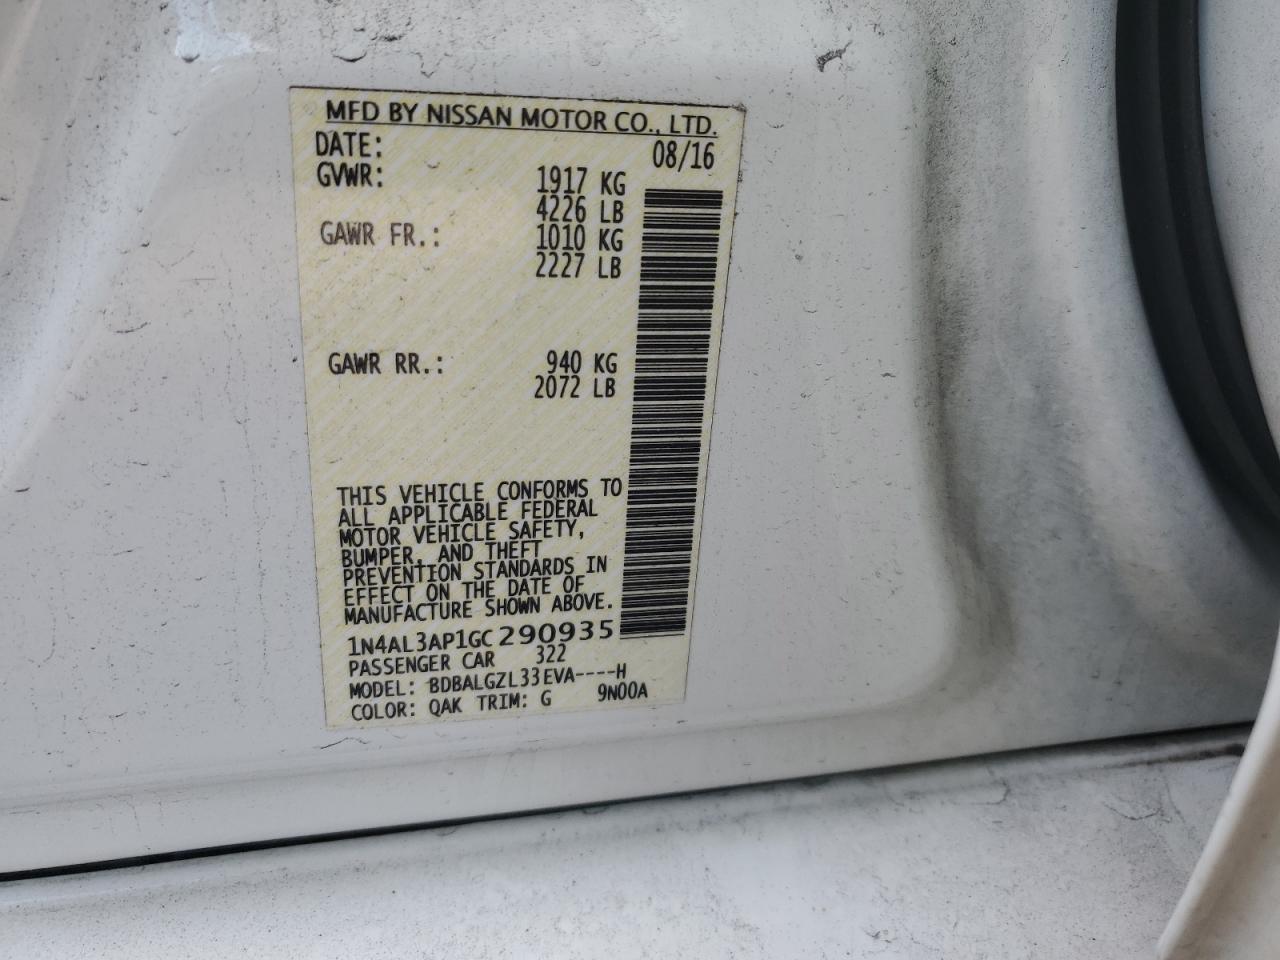 MFD BY NISSAN MOTOR CO., LTD.
DATE: 08/16
GVWR: 1917 KG
4226 LB
GAWR FR.: 1010 KG
2227 LB
GAWR RR.: 940 KG
2072 LB
THIS VEHICLE CONFORMS TO
ALL APPLICABLE FEDERAL
MOTOR VEHICLE SAFETY,
BUMPER, AND THEFT
PREVENTION STANDARDS IN
EFFECT ON THE DATE OF
MANUFACTURE SHOWN ABOVE.
1N4AL3AP1GC290935
PASSENGER CAR 322
MODEL: BDBALGZL33EVA----H
COLOR: QAK TRIM: G 9N00A